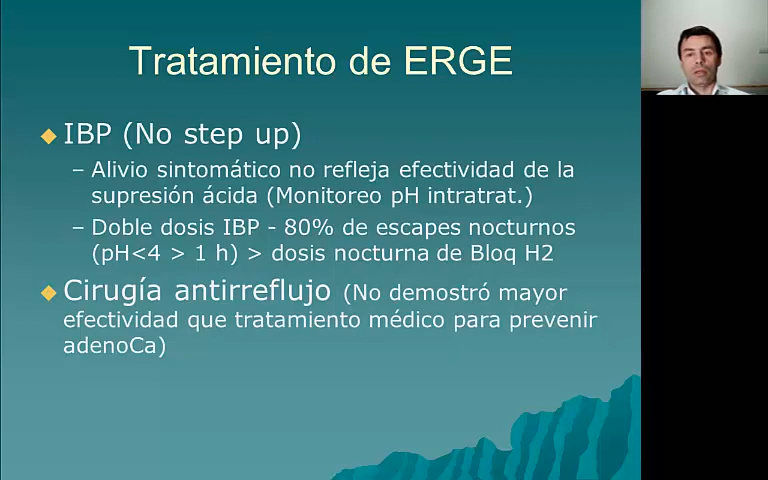 Tratamiento de ERGE
IBP (No step up)
– Alivio sintomático no refleja efectividad de la
supresión ácida (Monitoreo pH intratrat.)
– Doble dosis IBP - 80% de escapes nocturnos
(pH<4 > 1 h) > dosis nocturna de Bloq H2
Cirugía antirreflujo (No demostró mayor
efectividad que tratamiento médico para prevenir
adenoCa)